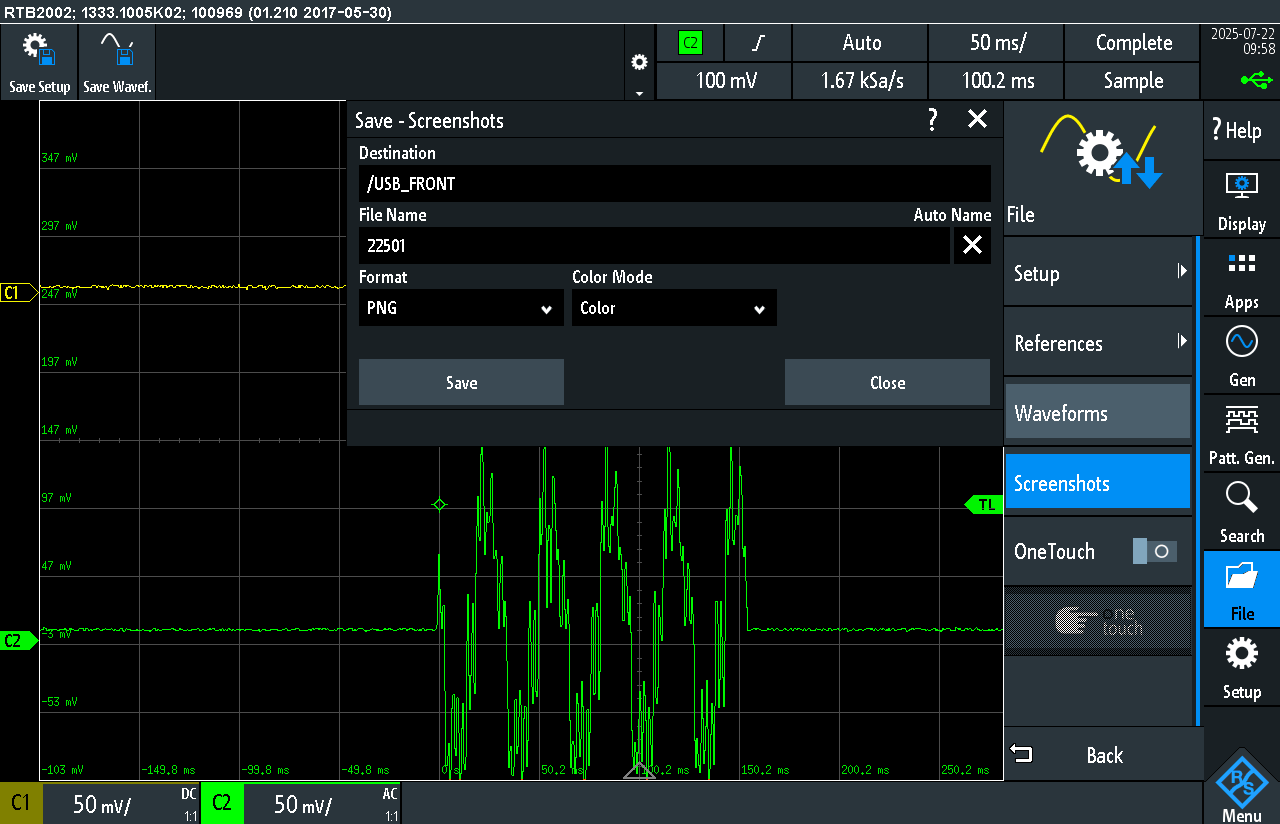 RTB2002; 1333.1005K02; 100969 (01.210 2017-05-30)
Save Setup
Save Wavef.
C2
Auto
50 ms/
Complete
2025-07-22
09:58
100 mV
1.67 kSa/s
100.2 ms
Sample
Save - Screenshots
?
Destination
/USB_FRONT
File Name
Auto Name
22501
Format
Color Mode
PNG
Color
Save
Close
File
Setup
References
Waveforms
Screenshots
OneTouch
one
touch
Back
? Help
Display
Apps
Gen
Patt. Gen.
Search
File
Setup
R&S
Menu
347 mV
297 mV
C1
247 mV
197 mV
147 mV
97 mV
TL
47 mV
C2
-3 mV
-53 mV
-103 mV
-149,8 ms
-99,8 ms
-49,8 ms
0 s
50,2 ms
100,2 ms
150,2 ms
200,2 ms
250,2 ms
C1
50 mV/
DC
1:1
C2
50 mV/
AC
1:1